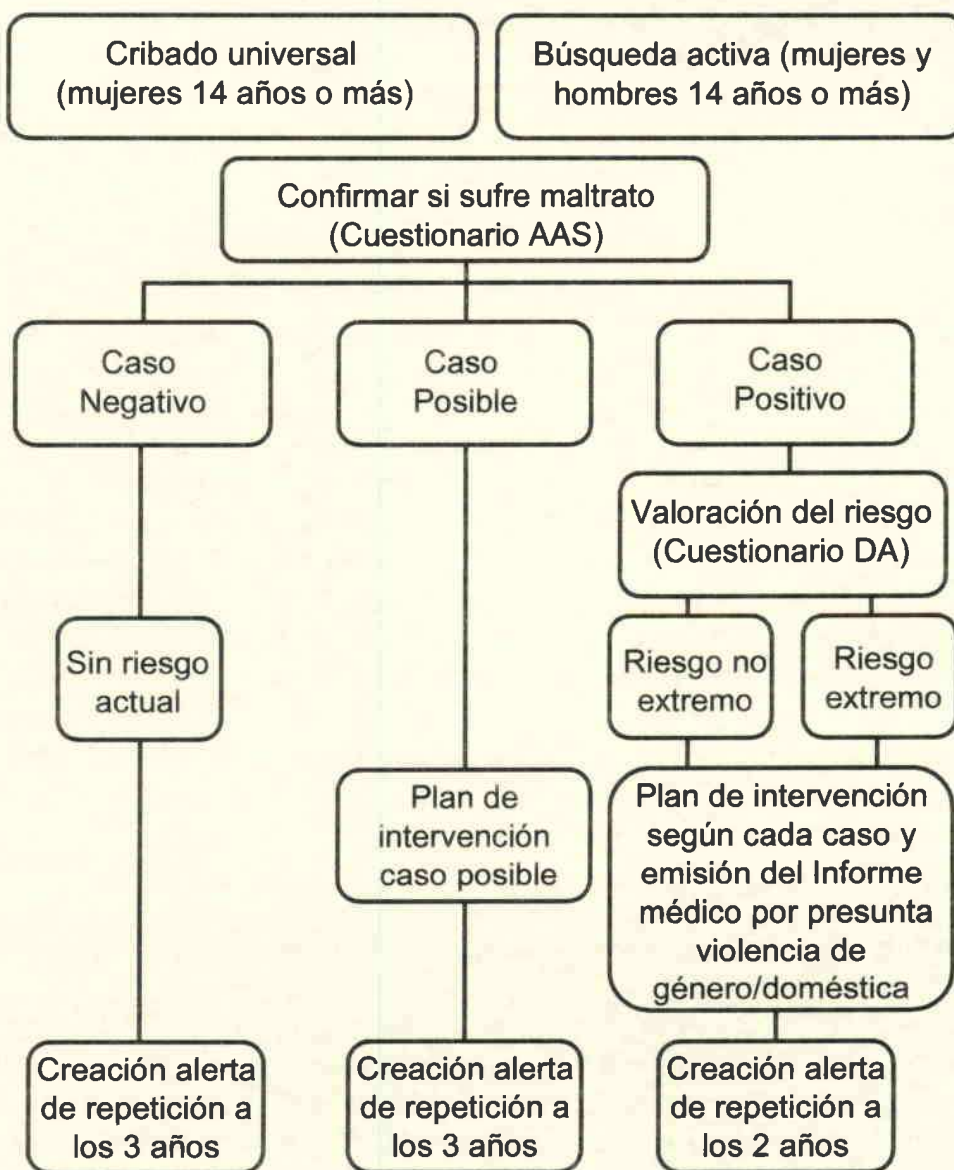 Cribado universal
(mujeres 14 años o más)
Búsqueda activa (mujeres y
hombres 14 años o más)
Confirmar si sufre maltrato
(Cuestionario AAS)
Caso
Negativo
Caso
Posible
Caso
Positivo
Valoración del riesgo
(Cuestionario DA)
Sin riesgo
actual
Riesgo no
extremo
Riesgo
extremo
Plan de
intervención
caso posible
Plan de intervención
según cada caso y
emisión del Informe
médico por presunta
violencia de
género/doméstica
Creación alerta
de repetición a
los 3 años
Creación alerta
de repetición a
los 3 años
Creación alerta
de repetición a
los 2 años